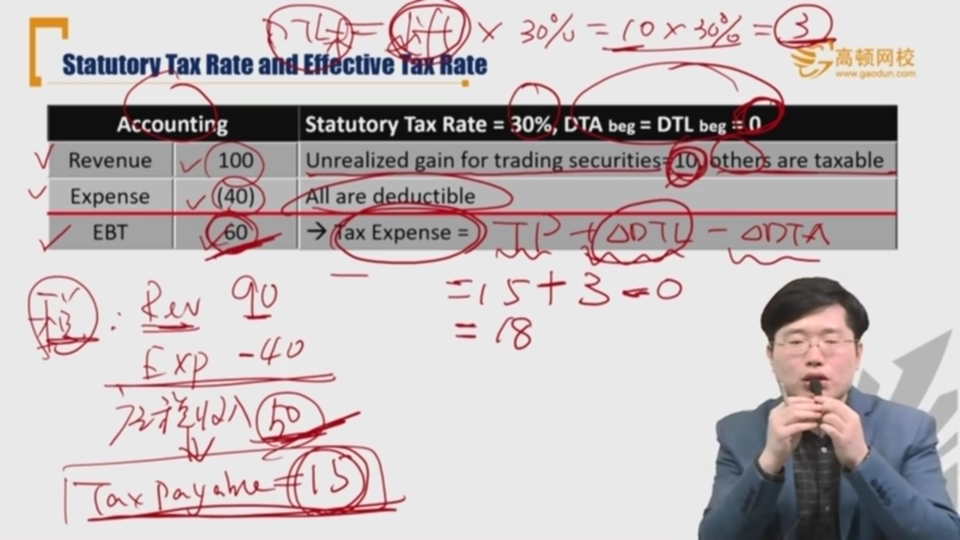 DTL = diff × 30% = 10 × 30% = 3
Statutory Tax Rate and Effective Tax Rate
高顿网校
www.gaodun.com
Accounting Statutory Tax Rate = 30%, DTA beg = DTL beg = 0
Revenue 100 Unrealized gain for trading securities=10, others are taxable
Expense (40) All are deductible
EBT 60 → Tax Expense = TP + ΔDTL - ΔDTA
= 15 + 3 - 0
= 18
税: Rev 90
Exp -40
应税收入 50
Tax payable = 15